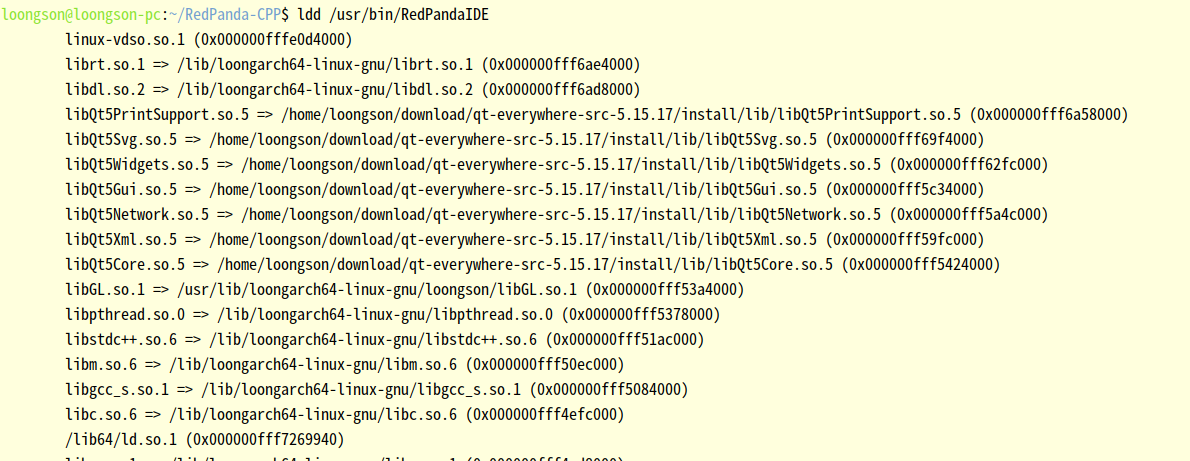 loongson@loongson-pc:~/RedPanda-CPP$ ldd /usr/bin/RedPandaIDE
linux-vdso.so.1 (0x000000fffe0d4000)
librt.so.1 => /lib/loongarch64-linux-gnu/librt.so.1 (0x000000fff6ae4000)
libdl.so.2 => /lib/loongarch64-linux-gnu/libdl.so.2 (0x000000fff6ad8000)
libQt5PrintSupport.so.5 => /home/loongson/download/qt-everywhere-src-5.15.17/install/lib/libQt5PrintSupport.so.5 (0x000000fff6a58000)
libQt5Svg.so.5 => /home/loongson/download/qt-everywhere-src-5.15.17/install/lib/libQt5Svg.so.5 (0x000000fff69f4000)
libQt5Widgets.so.5 => /home/loongson/download/qt-everywhere-src-5.15.17/install/lib/libQt5Widgets.so.5 (0x000000fff62fc000)
libQt5Gui.so.5 => /home/loongson/download/qt-everywhere-src-5.15.17/install/lib/libQt5Gui.so.5 (0x000000fff5c34000)
libQt5Network.so.5 => /home/loongson/download/qt-everywhere-src-5.15.17/install/lib/libQt5Network.so.5 (0x000000fff5a4c000)
libQt5Xml.so.5 => /home/loongson/download/qt-everywhere-src-5.15.17/install/lib/libQt5Xml.so.5 (0x000000fff59fc000)
libQt5Core.so.5 => /home/loongson/download/qt-everywhere-src-5.15.17/install/lib/libQt5Core.so.5 (0x000000fff5424000)
libGL.so.1 => /usr/lib/loongarch64-linux-gnu/loongson/libGL.so.1 (0x000000fff53a4000)
libpthread.so.0 => /lib/loongarch64-linux-gnu/libpthread.so.0 (0x000000fff5378000)
libstdc++.so.6 => /lib/loongarch64-linux-gnu/libstdc++.so.6 (0x000000fff51ac000)
libm.so.6 => /lib/loongarch64-linux-gnu/libm.so.6 (0x000000fff50ec000)
libgcc_s.so.1 => /lib/loongarch64-linux-gnu/libgcc_s.so.1 (0x000000fff5084000)
libc.so.6 => /lib/loongarch64-linux-gnu/libc.so.6 (0x000000fff4efc000)
/lib64/ld.so.1 (0x000000fff7269940)